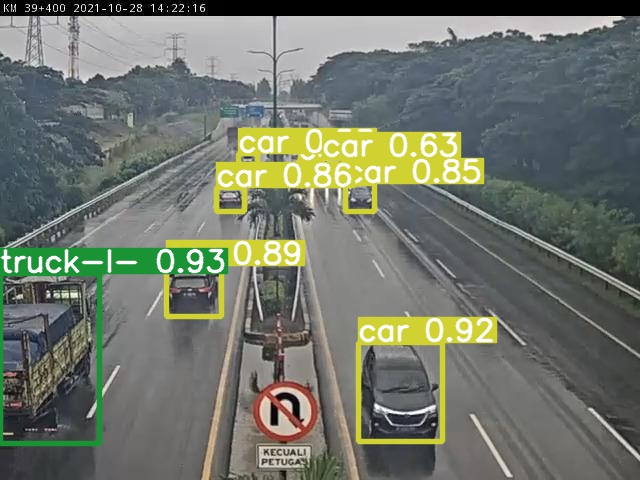 KM 39+400 2021-10-28 14:22:16
car 0.63
car 0.86
car 0.85
truck-l- 0.93
0.89
car 0.92
KECUALI
PETUGAS